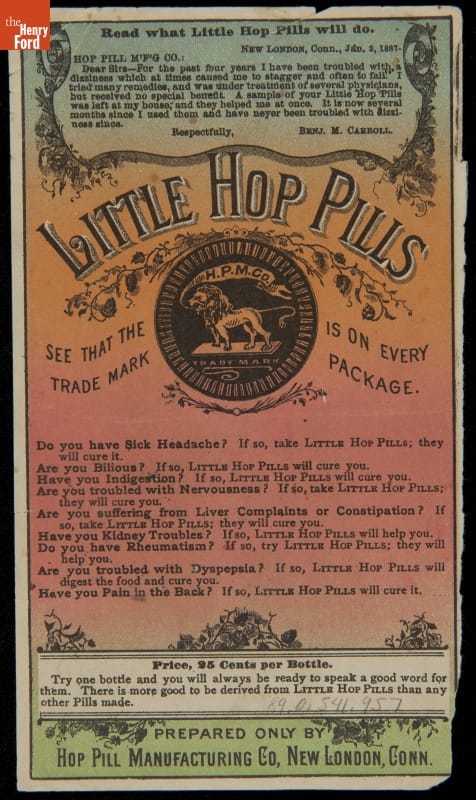 the
Henry
Ford
Read what Little Hop Pills will do.
NEW LONDON, Conn., Jan. 2, 1887.
HOP PILL M'F'G CO.:
Dear Sirs—For the past four years I have been troubled with a
dizziness which at times caused me to stagger and often to fall. I
tried many remedies, and was under treatment of several physicians,
but received no special benefit. A sample of your Little Hop Pills
was left at my house, and they helped me at once. It is now several
months since I used them and have never been troubled with dizzi
ness since.
Respectfully, BENJ. M. CARROLL.
LITTLE HOP PILLS
H.P.M.CO.
TRADE MARK
SEE THAT THE
TRADE MARK
IS ON EVERY
PACKAGE.
Do you have Sick Headache? If so, take LITTLE HOP PILLS; they
will cure it.
Are you Bilious? If so, LITTLE HOP PILLS will cure you.
Have you Indigestion? If so, LITTLE HOP PILLS will cure you.
Are you troubled with Nervousness? If so, take LITTLE HOP PILLS;
they will cure you.
Are you suffering from Liver Complaints or Constipation? If
so, take LITTLE HOP PILLS; they will cure you.
Have you Kidney Troubles? If so, LITTLE HOP PILLS will help you.
Do you have Rheumatism? If so, try LITTLE HOP PILLS; they will
help you.
Are you troubled with Dyspepsia? If so, LITTLE HOP PILLS will
digest the food and cure you.
Have you Pain in the Back? If so, LITTLE HOP PILLS will cure it.
Price, 25 Cents per Bottle.
Try one bottle and you will always be ready to speak a good word for
them. There is more good to be derived from LITTLE HOP PILLS than any
other Pills made.
89.0.541.957
PREPARED ONLY BY
HOP PILL MANUFACTURING CO, NEW LONDON, CONN.